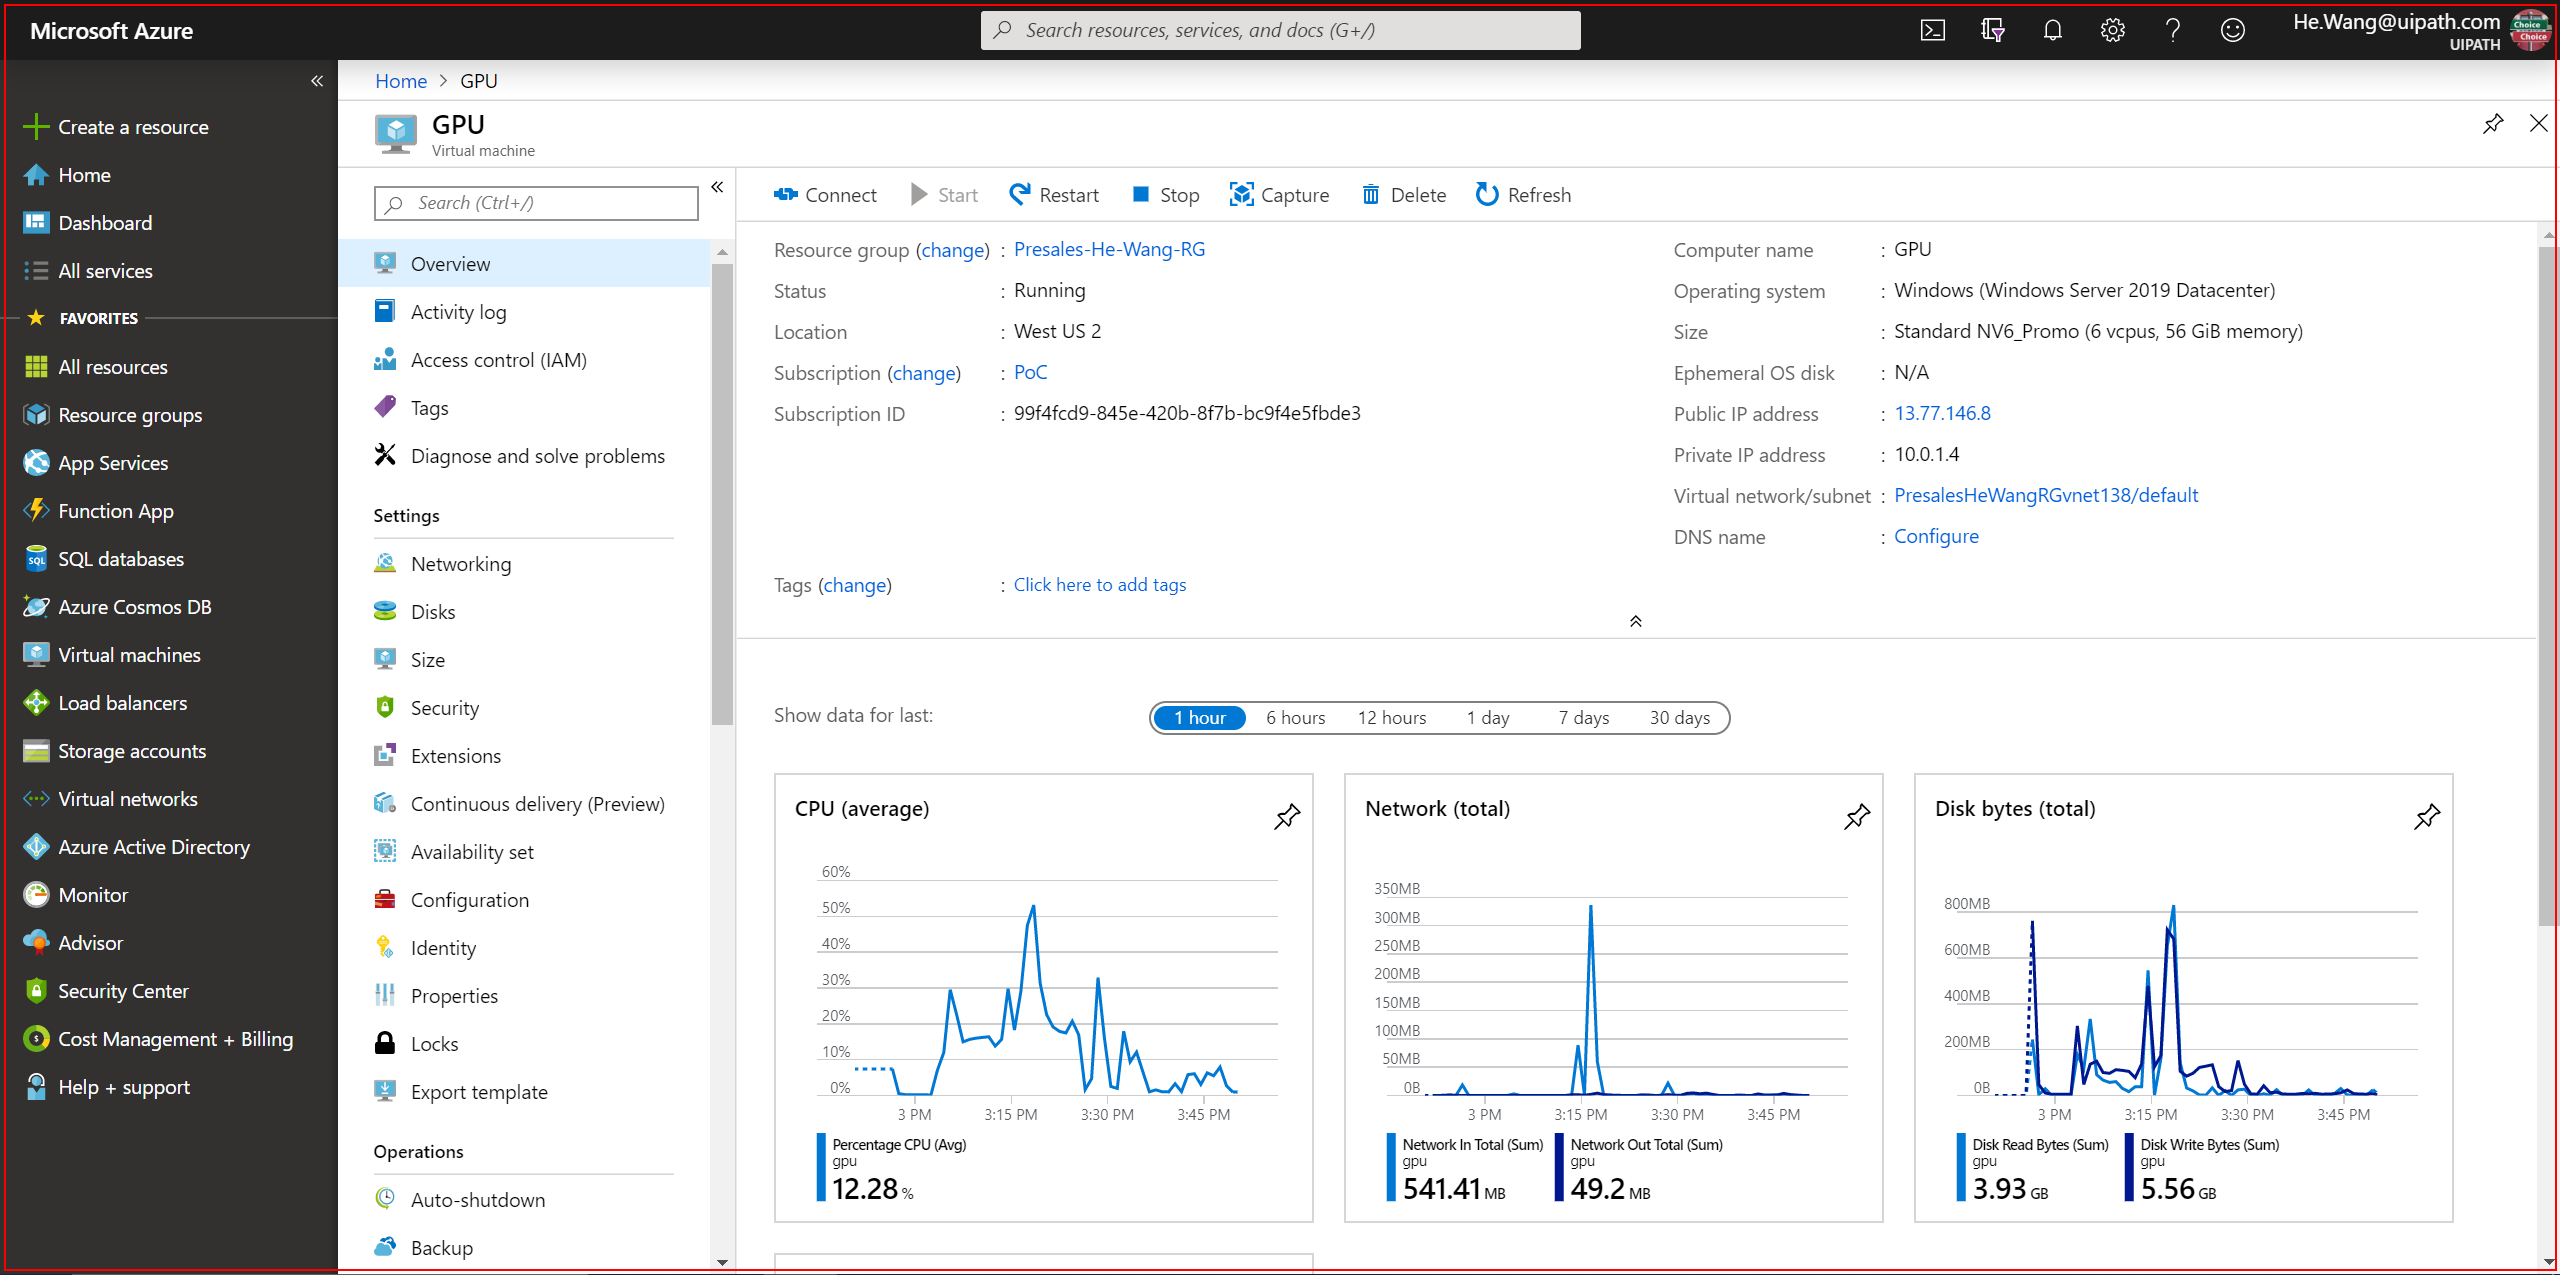 Microsoft Azure
Search resources, services, and docs (G+/)
He.Wang@uipath.com
UIPATH
Choice
Choice
Create a resource
Home
Dashboard
All services
FAVORITES
All resources
Resource groups
App Services
Function App
SQL
SQL databases
Azure Cosmos DB
Virtual machines
Load balancers
Storage accounts
Virtual networks
Azure Active Directory
Monitor
Advisor
Security Center
Cost Management + Billing
Help + support
Home > GPU
GPU
Virtual machine
Search (Ctrl+/)
Overview
Activity log
Access control (IAM)
Tags
Diagnose and solve problems
Settings
Networking
Disks
Size
Security
Extensions
Continuous delivery (Preview)
Availability set
Configuration
Identity
Properties
Locks
Export template
Operations
Auto-shutdown
Backup
Connect Start Restart Stop Capture Delete Refresh
Resource group (change) : Presales-He-Wang-RG
Status : Running
Location : West US 2
Subscription (change) : PoC
Subscription ID : 99f4fcd9-845e-420b-8f7b-bc9f4e5fbde3
Computer name : GPU
Operating system : Windows (Windows Server 2019 Datacenter)
Size : Standard NV6_Promo (6 vcpus, 56 GiB memory)
Ephemeral OS disk : N/A
Public IP address : 13.77.146.8
Private IP address : 10.0.1.4
Virtual network/subnet : PresalesHeWangRGvnet138/default
DNS name : Configure
Tags (change) : Click here to add tags
Show data for last: 1 hour 6 hours 12 hours 1 day 7 days 30 days
CPU (average)
60%
50%
40%
30%
20%
10%
0%
3 PM 3:15 PM 3:30 PM 3:45 PM
Percentage CPU (Avg)
gpu
12.28 %
Network (total)
350MB
300MB
250MB
200MB
150MB
100MB
50MB
0B
3 PM 3:15 PM 3:30 PM 3:45 PM
Network In Total (Sum)
gpu
541.41 MB
Network Out Total (Sum)
gpu
49.2 MB
Disk bytes (total)
800MB
600MB
400MB
200MB
0B
3 PM 3:15 PM 3:30 PM 3:45 PM
Disk Read Bytes (Sum)
gpu
3.93 GB
Disk Write Bytes (Sum)
gpu
5.56 GB